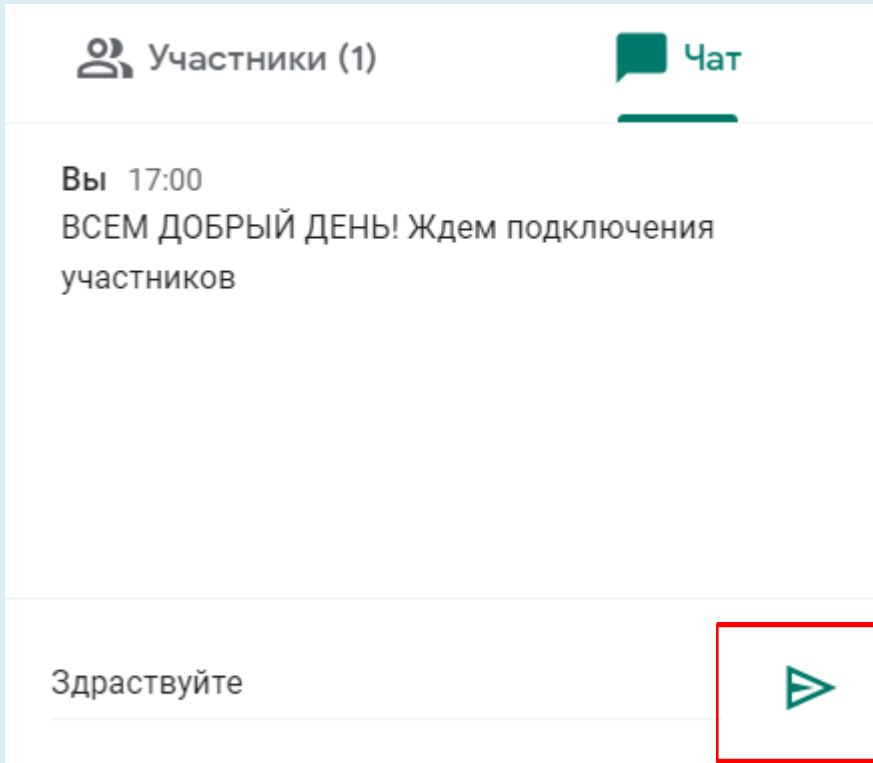 Участники (1)
Чат
Вы 17:00
ВСЕМ ДОБРЫЙ ДЕНЬ! Ждем подключения
участников
Здраствуйте